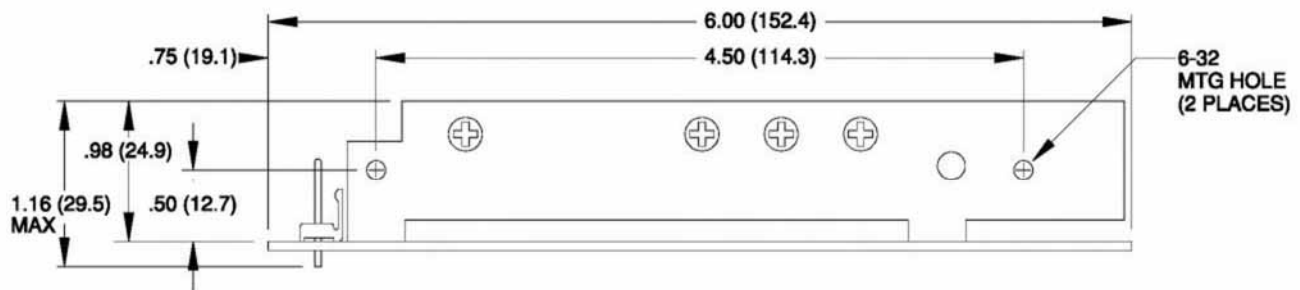 6.00 (152.4)
.75 (19.1)
4.50 (114.3)
6-32
MTG HOLE
(2 PLACES)
.98 (24.9)
1.16 (29.5)
MAX
.50 (12.7)